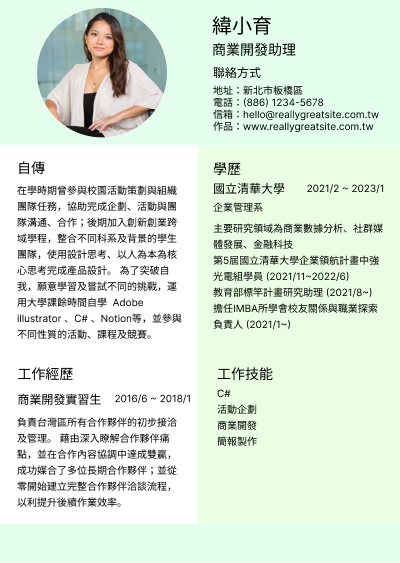 緯小育
商業開發助理
聯絡方式
地址：新北市板橋區
電話：(886) 1234-5678
信箱：hello@reallygreatsite.com.tw
作品：www.reallygreatsite.com.tw
自傳
在學時期曾參與校園活動策劃與組織
團隊任務，協助完成企劃、活動與團
隊溝通、合作；後期加入創新創業跨
域學程，整合不同科系及背景的學生
團隊，使用設計思考、以人為本為核
心思考完成產品設計。 為了突破自
我，願意學習及嘗試不同的挑戰，運
用大學課餘時間自學 Adobe
illustrator 、C# 、Notion等，並參與
不同性質的活動、課程及競賽。
學歷
國立清華大學 2021/2 ~ 2023/1
企業管理系
主要研究領域為商業數據分析、社群媒
體發展、金融科技
第5屆國立清華大學企業領航計畫中強
光電組學員 (2021/11~2022/6)
教育部標竿計畫研究助理 (2021/8~)
擔任IMBA所學會校友關係與職業探索
負責人 (2021/1~)
工作經歷
商業開發實習生 2016/6 ~ 2018/1
負責台灣區所有合作夥伴的初步接洽
及管理。 藉由深入瞭解合作夥伴痛
點，並在合作內容協調中達成雙贏，
成功媒合了多位長期合作夥伴；並從
零開始建立完整合作夥伴洽談流程，
以利提升後續作業效率。
工作技能
C#
活動企劃
商業開發
簡報製作